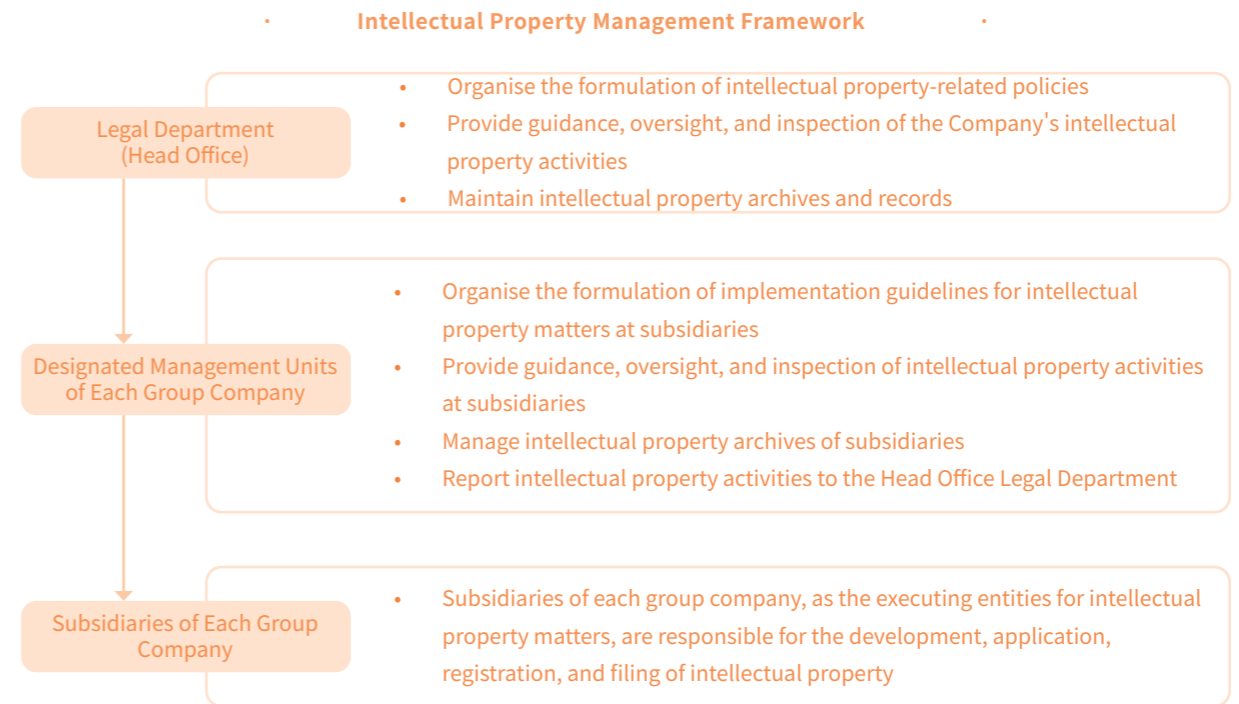 · Intellectual Property Management Framework ·
Legal Department
(Head Office)
• Organise the formulation of intellectual property-related policies
• Provide guidance, oversight, and inspection of the Company's intellectual
property activities
• Maintain intellectual property archives and records
Designated Management Units
of Each Group Company
• Organise the formulation of implementation guidelines for intellectual
property matters at subsidiaries
• Provide guidance, oversight, and inspection of intellectual property activities
at subsidiaries
• Manage intellectual property archives of subsidiaries
• Report intellectual property activities to the Head Office Legal Department
Subsidiaries of Each Group
Company
• Subsidiaries of each group company, as the executing entities for intellectual
property matters, are responsible for the development, application,
registration, and filing of intellectual property